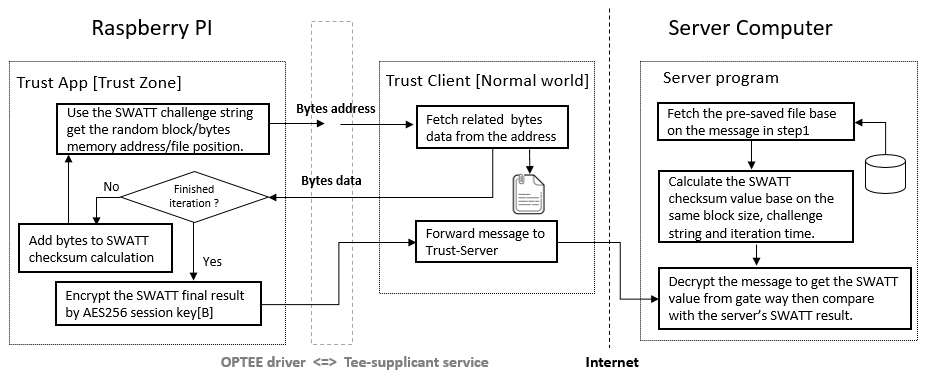 Raspberry PI
Server Computer
Trust App [Trust Zone]
Trust Client [Normal world]
Server program
Use the SWATT challenge string
get the random block/bytes
memory address/file position.
Bytes address
Fetch related bytes
data from the address
Fetch the pre-saved file base
on the message in step1
No
Finished
iteration ?
Bytes data
Calculate the SWATT
checksum value base on the
same block size, challenge
string and iteration time.
Add bytes to SWATT
checksum calculation
Yes
Forward message to
Trust-Server
Encrypt the SWATT final result
by AES256 session key[B]
Decrypt the message to get the SWATT
value from gate way then compare
with the server's SWATT result.
OPTEE driver <=> Tee-supplicant service
Internet